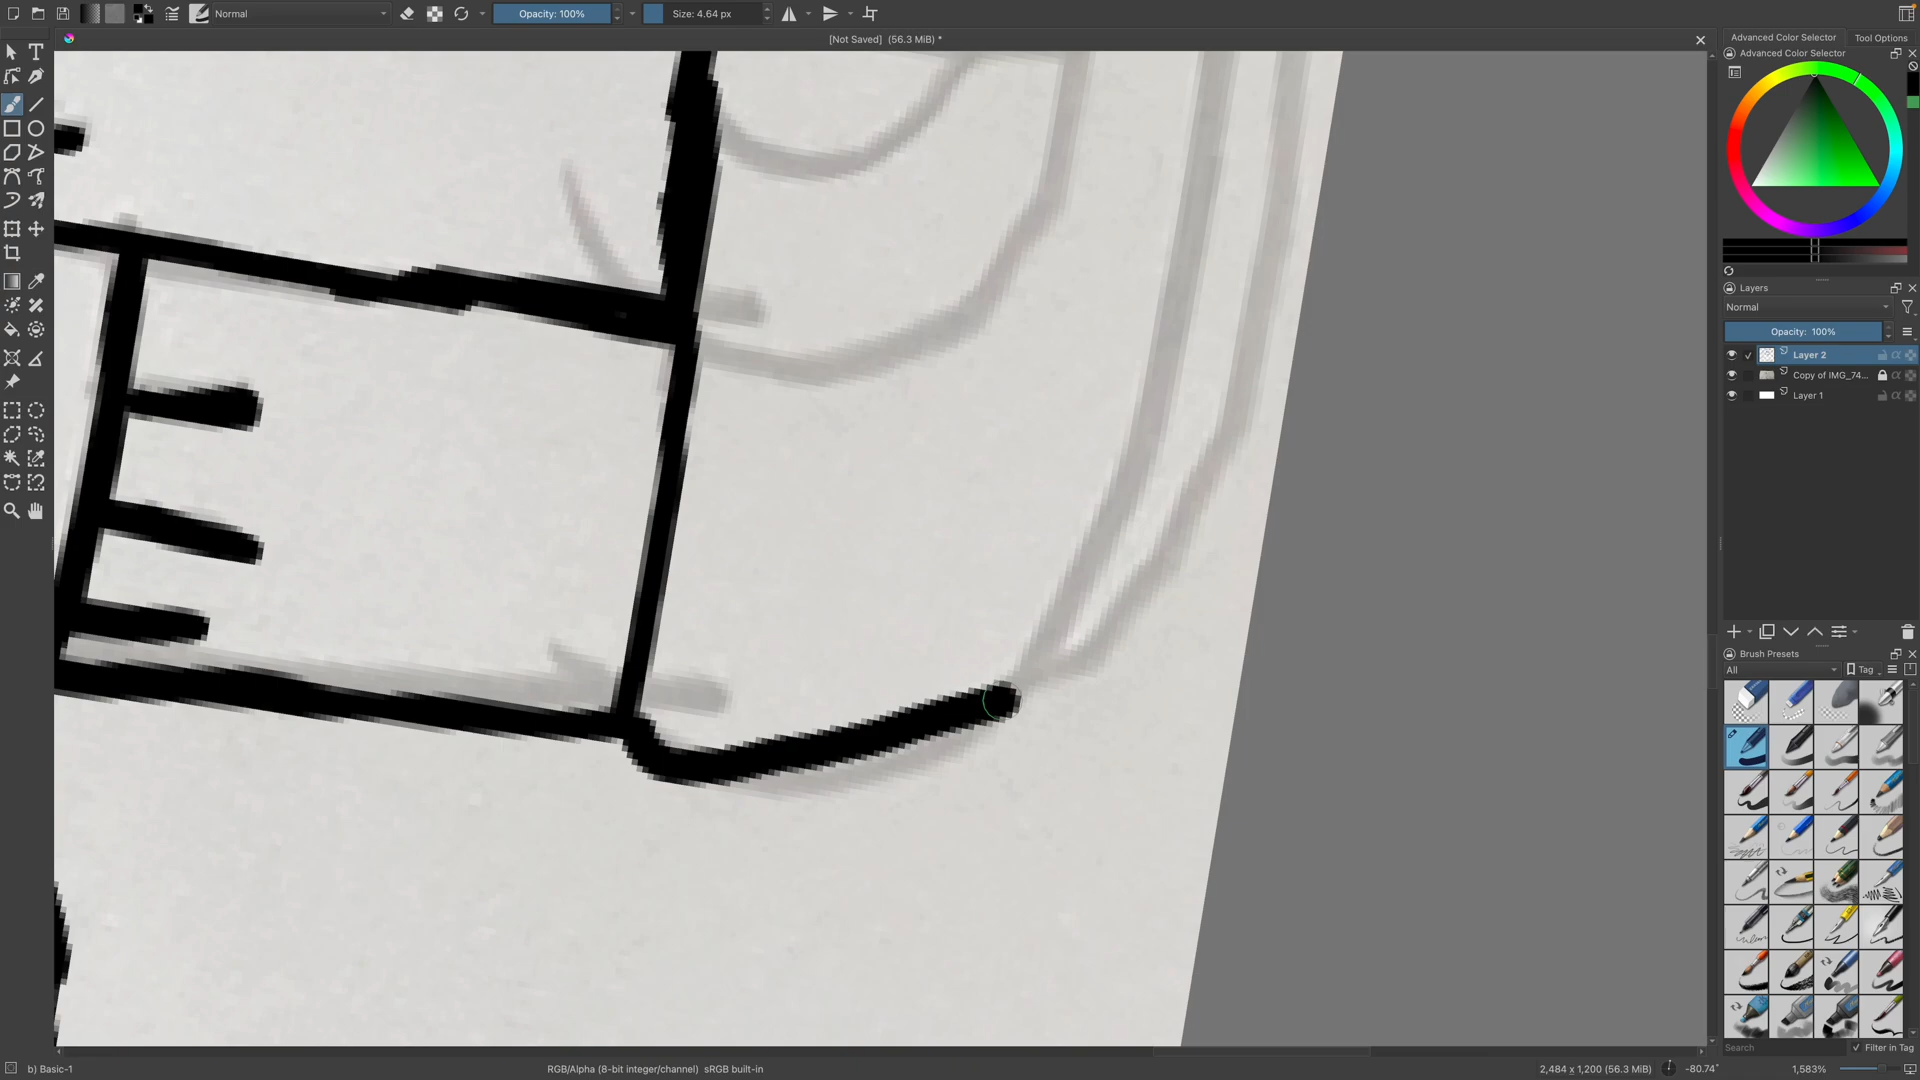 Normal
Opacity: 100%
Size: 4.64 px
[Not Saved] (56.3 MiB) *
Advanced Color Selector
Tool Options
Advanced Color Selector
Layers
Normal
Opacity: 100%
Layer 2
Copy of IMG_74...
Layer 1
Brush Presets
All
Tag
Search
Filter in Tag
b) Basic-1
RGB/Alpha (8-bit integer/channel) sRGB built-in
2,484 x 1,200 (56.3 MiB)
-80.74°
1,583%